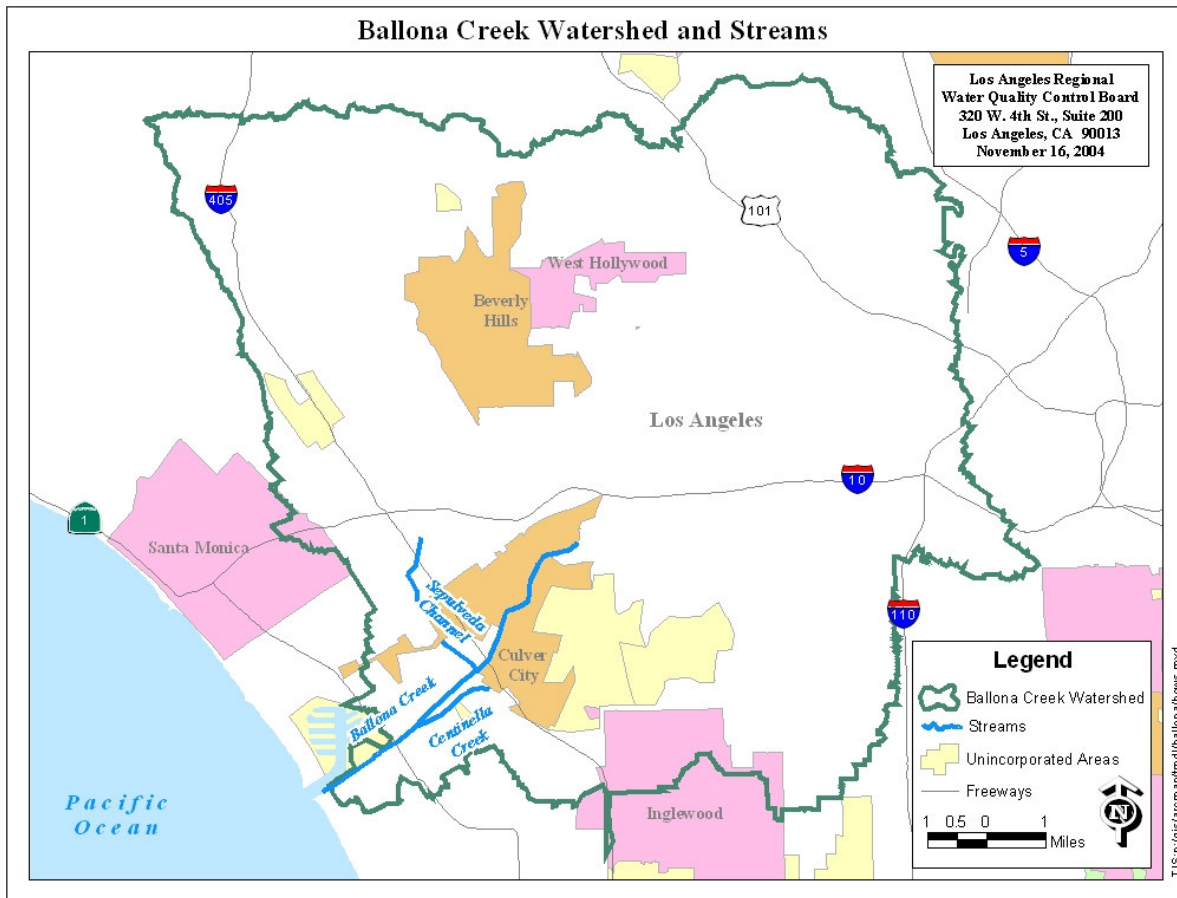 Ballona Creek Watershed and Streams
Los Angeles Regional
Water Quality Control Board
320 W. 4th St., Suite 200
Los Angeles, CA 90013
November 16, 2004
405
101
5
West Hollywood
Beverly
Hills
Los Angeles
10
1
Santa Monica
Sepulveda
Channel
110
Culver
City
Ballona Creek
Centinella
Creek
Pacific
Ocean
Inglewood
Legend
Ballona Creek Watershed
Streams
Unincorporated Areas
Freeways
1 0.5 0 1
Miles
N